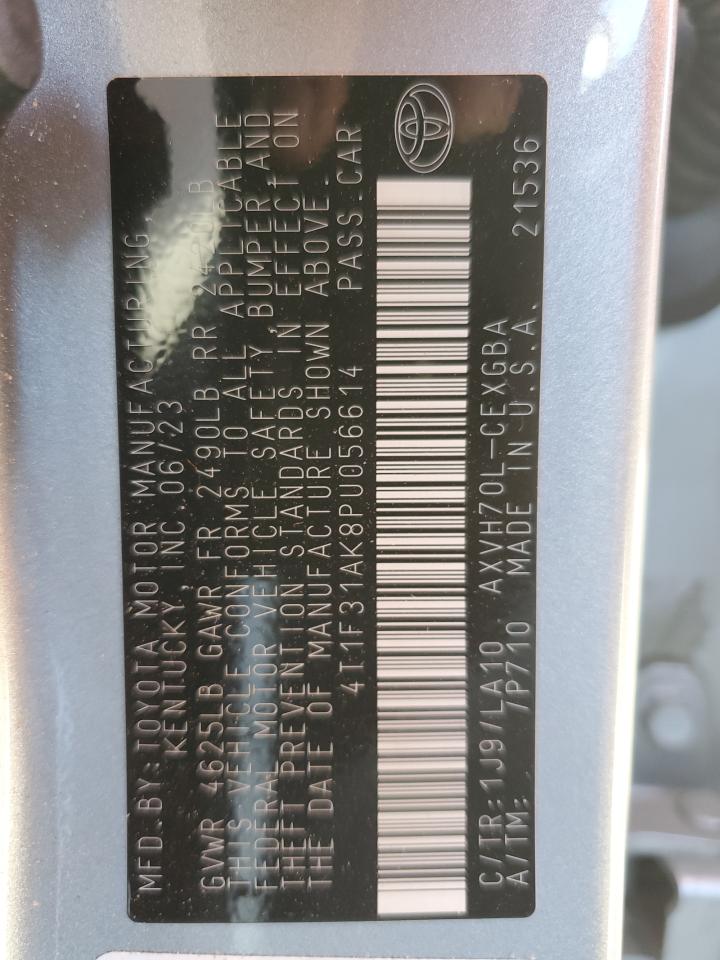 MFD.BY:TOYOTA MOTOR MANUFACTURING,
KENTUCKY,INC.06/23
GVWR 4625LB GAWR FR 2490LB RR 2420LB
THIS VEHICLE CONFORMS TO ALL APPLICABLE
FEDERAL MOTOR VEHICLE SAFETY,BUMPER,AND
THEFT PREVENTION STANDARDS IN EFFECT ON
THE DATE OF MANUFACTURE SHOWN ABOVE.
4T1F31AK8PU056614 PASS.CAR
C/TR:1J9/LA10 AXVH70L-CEXGBA
A/TM: /P710 MADE IN U.S.A. 21536